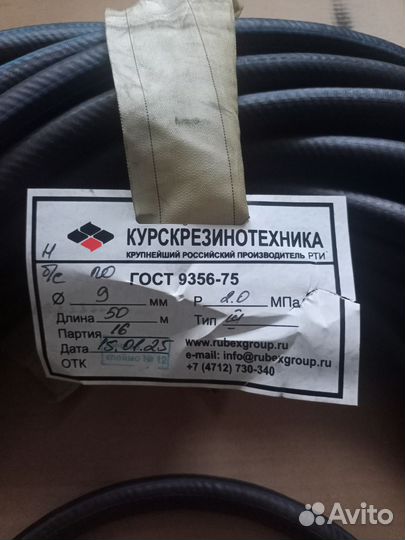 КУРСКРЕЗИНОТЕХНИКА
КРУПНЕЙШИЙ РОССИЙСКИЙ ПРОИЗВОДИТЕЛЬ РТИ
ГОСТ 9356-75
Ø 9 мм Р 2.0 МПа
Длина 50 м Тип III
Партия 16
Дата 15.01.25
ОТК
www.rubexgroup.ru
e-mail: info@rubexgroup.ru
+7 (4712) 730-340
Avito